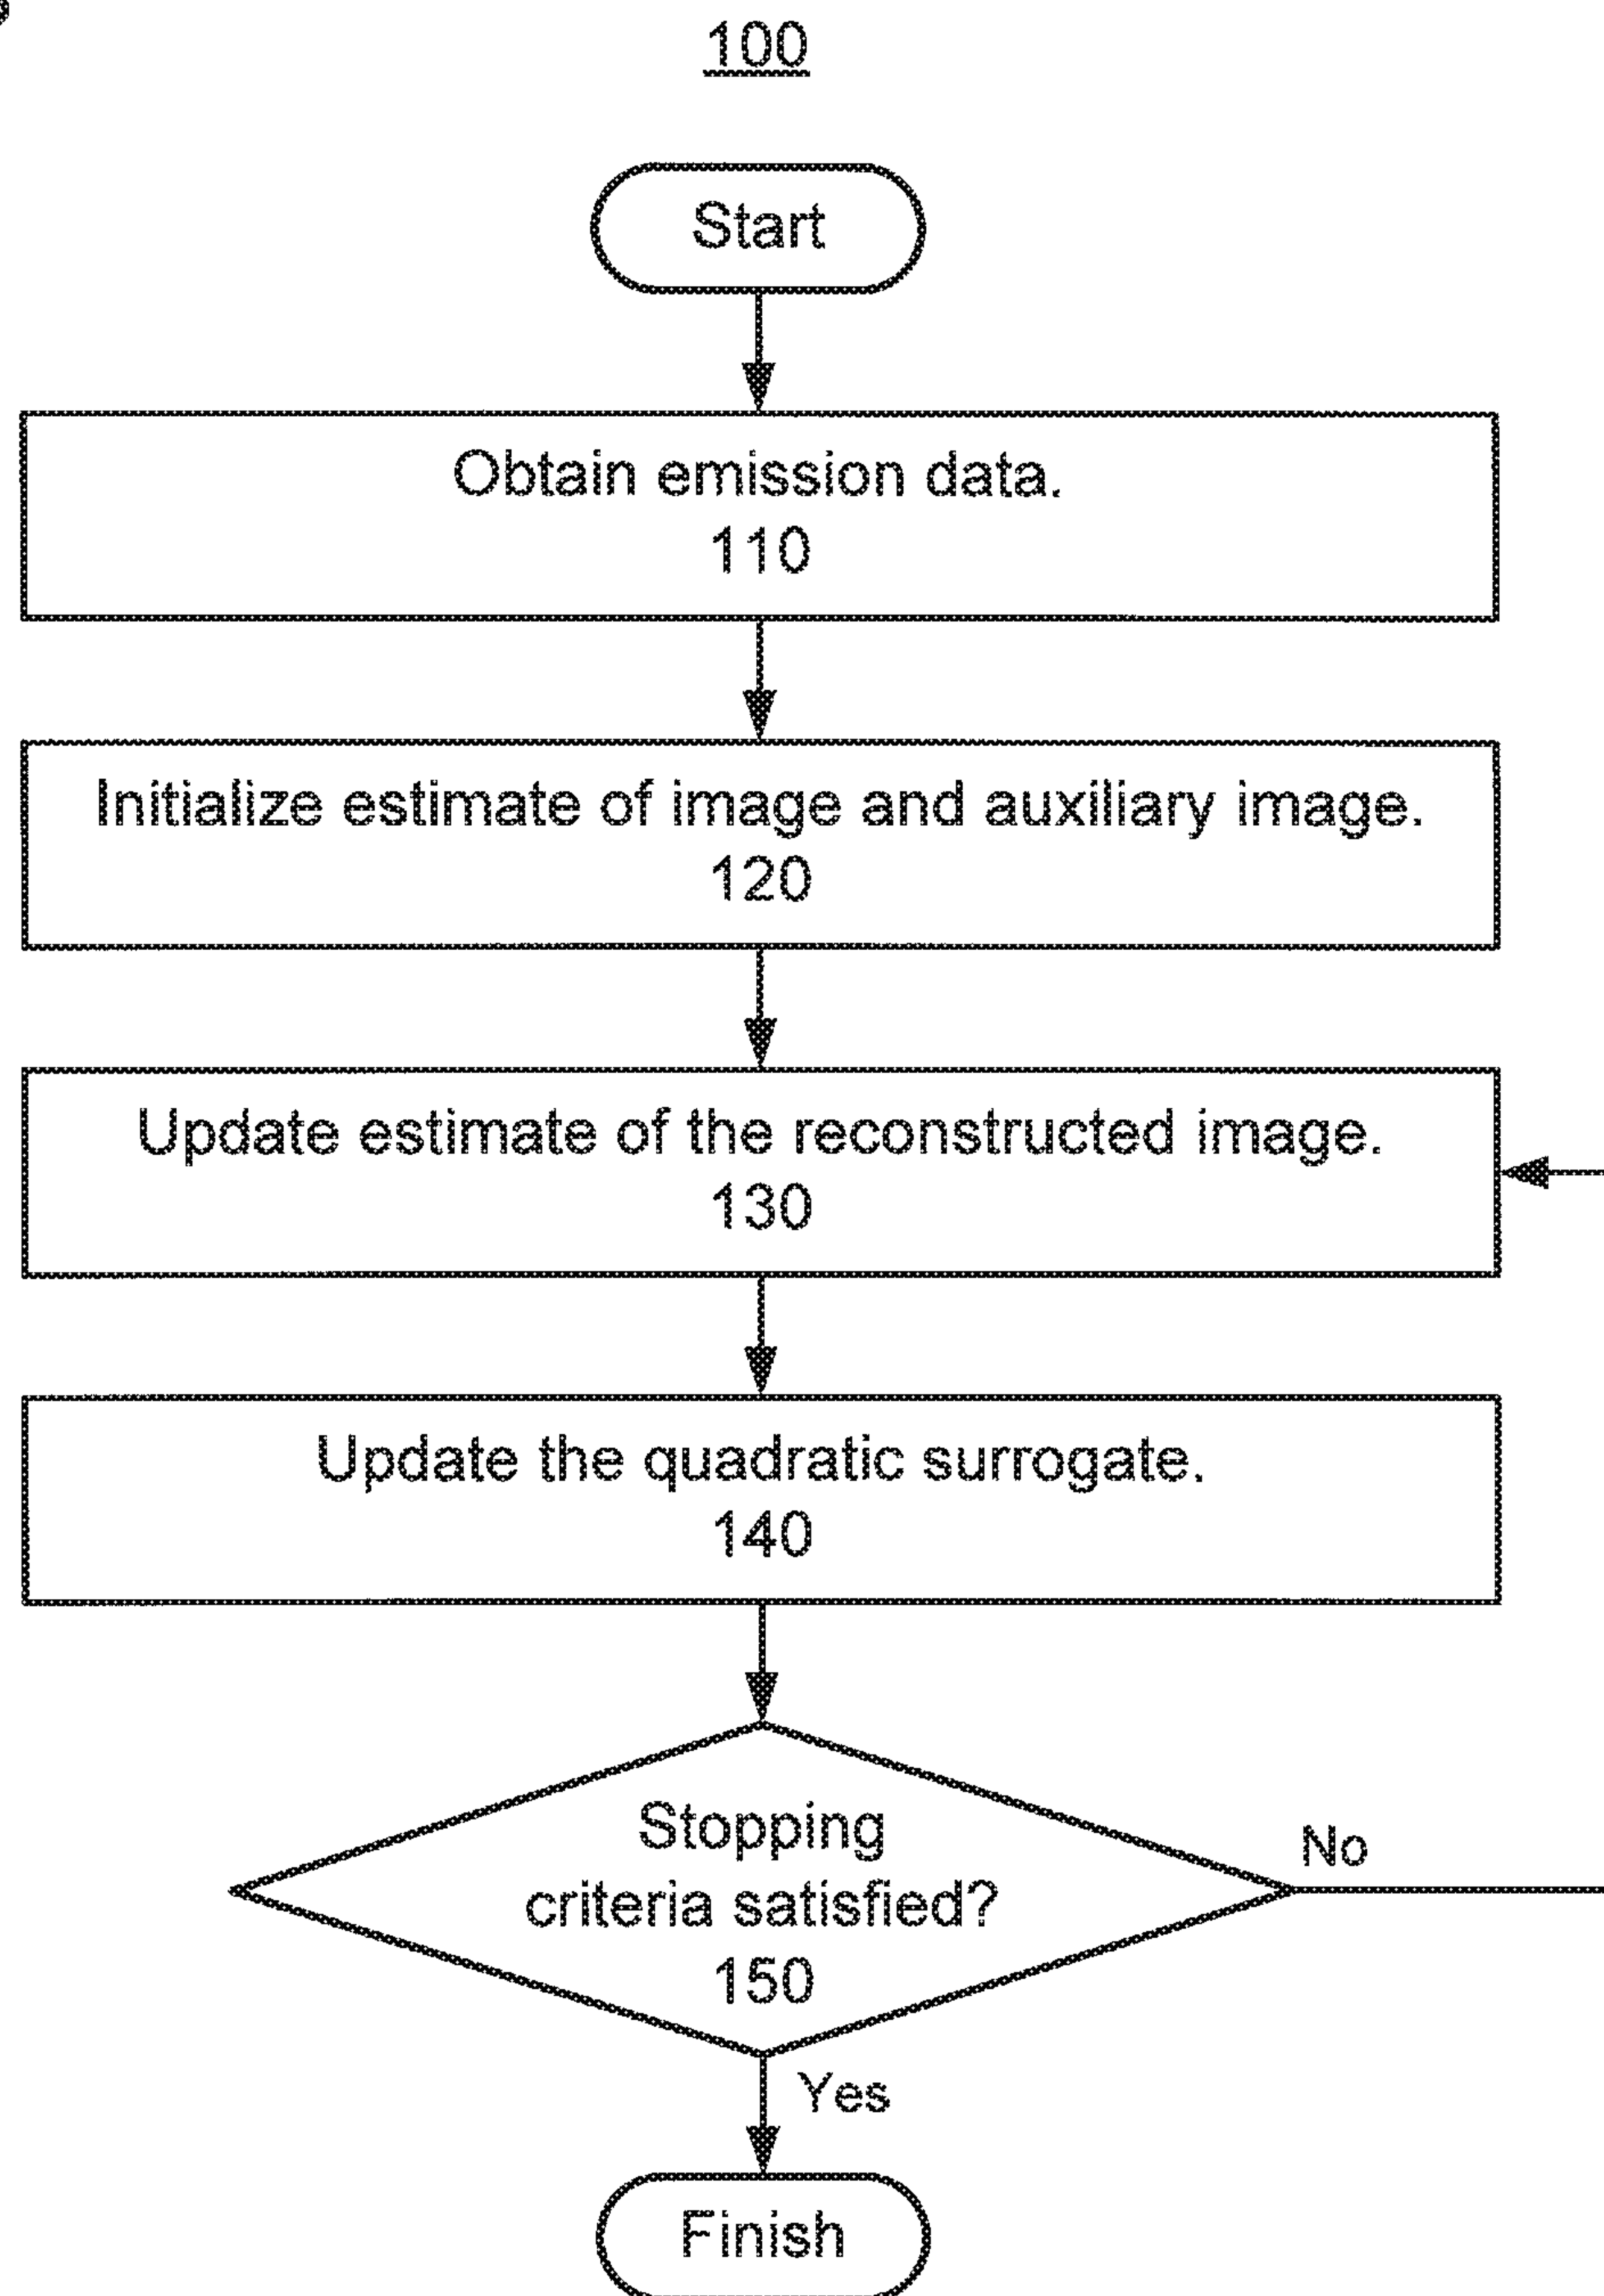 100
Start
Obtain emission data.
110
Initialize estimate of image and auxiliary image.
120
Update estimate of the reconstructed image.
130
Update the quadratic surrogate.
140
Stopping
criteria satisfied?
150
No
Yes
Finish